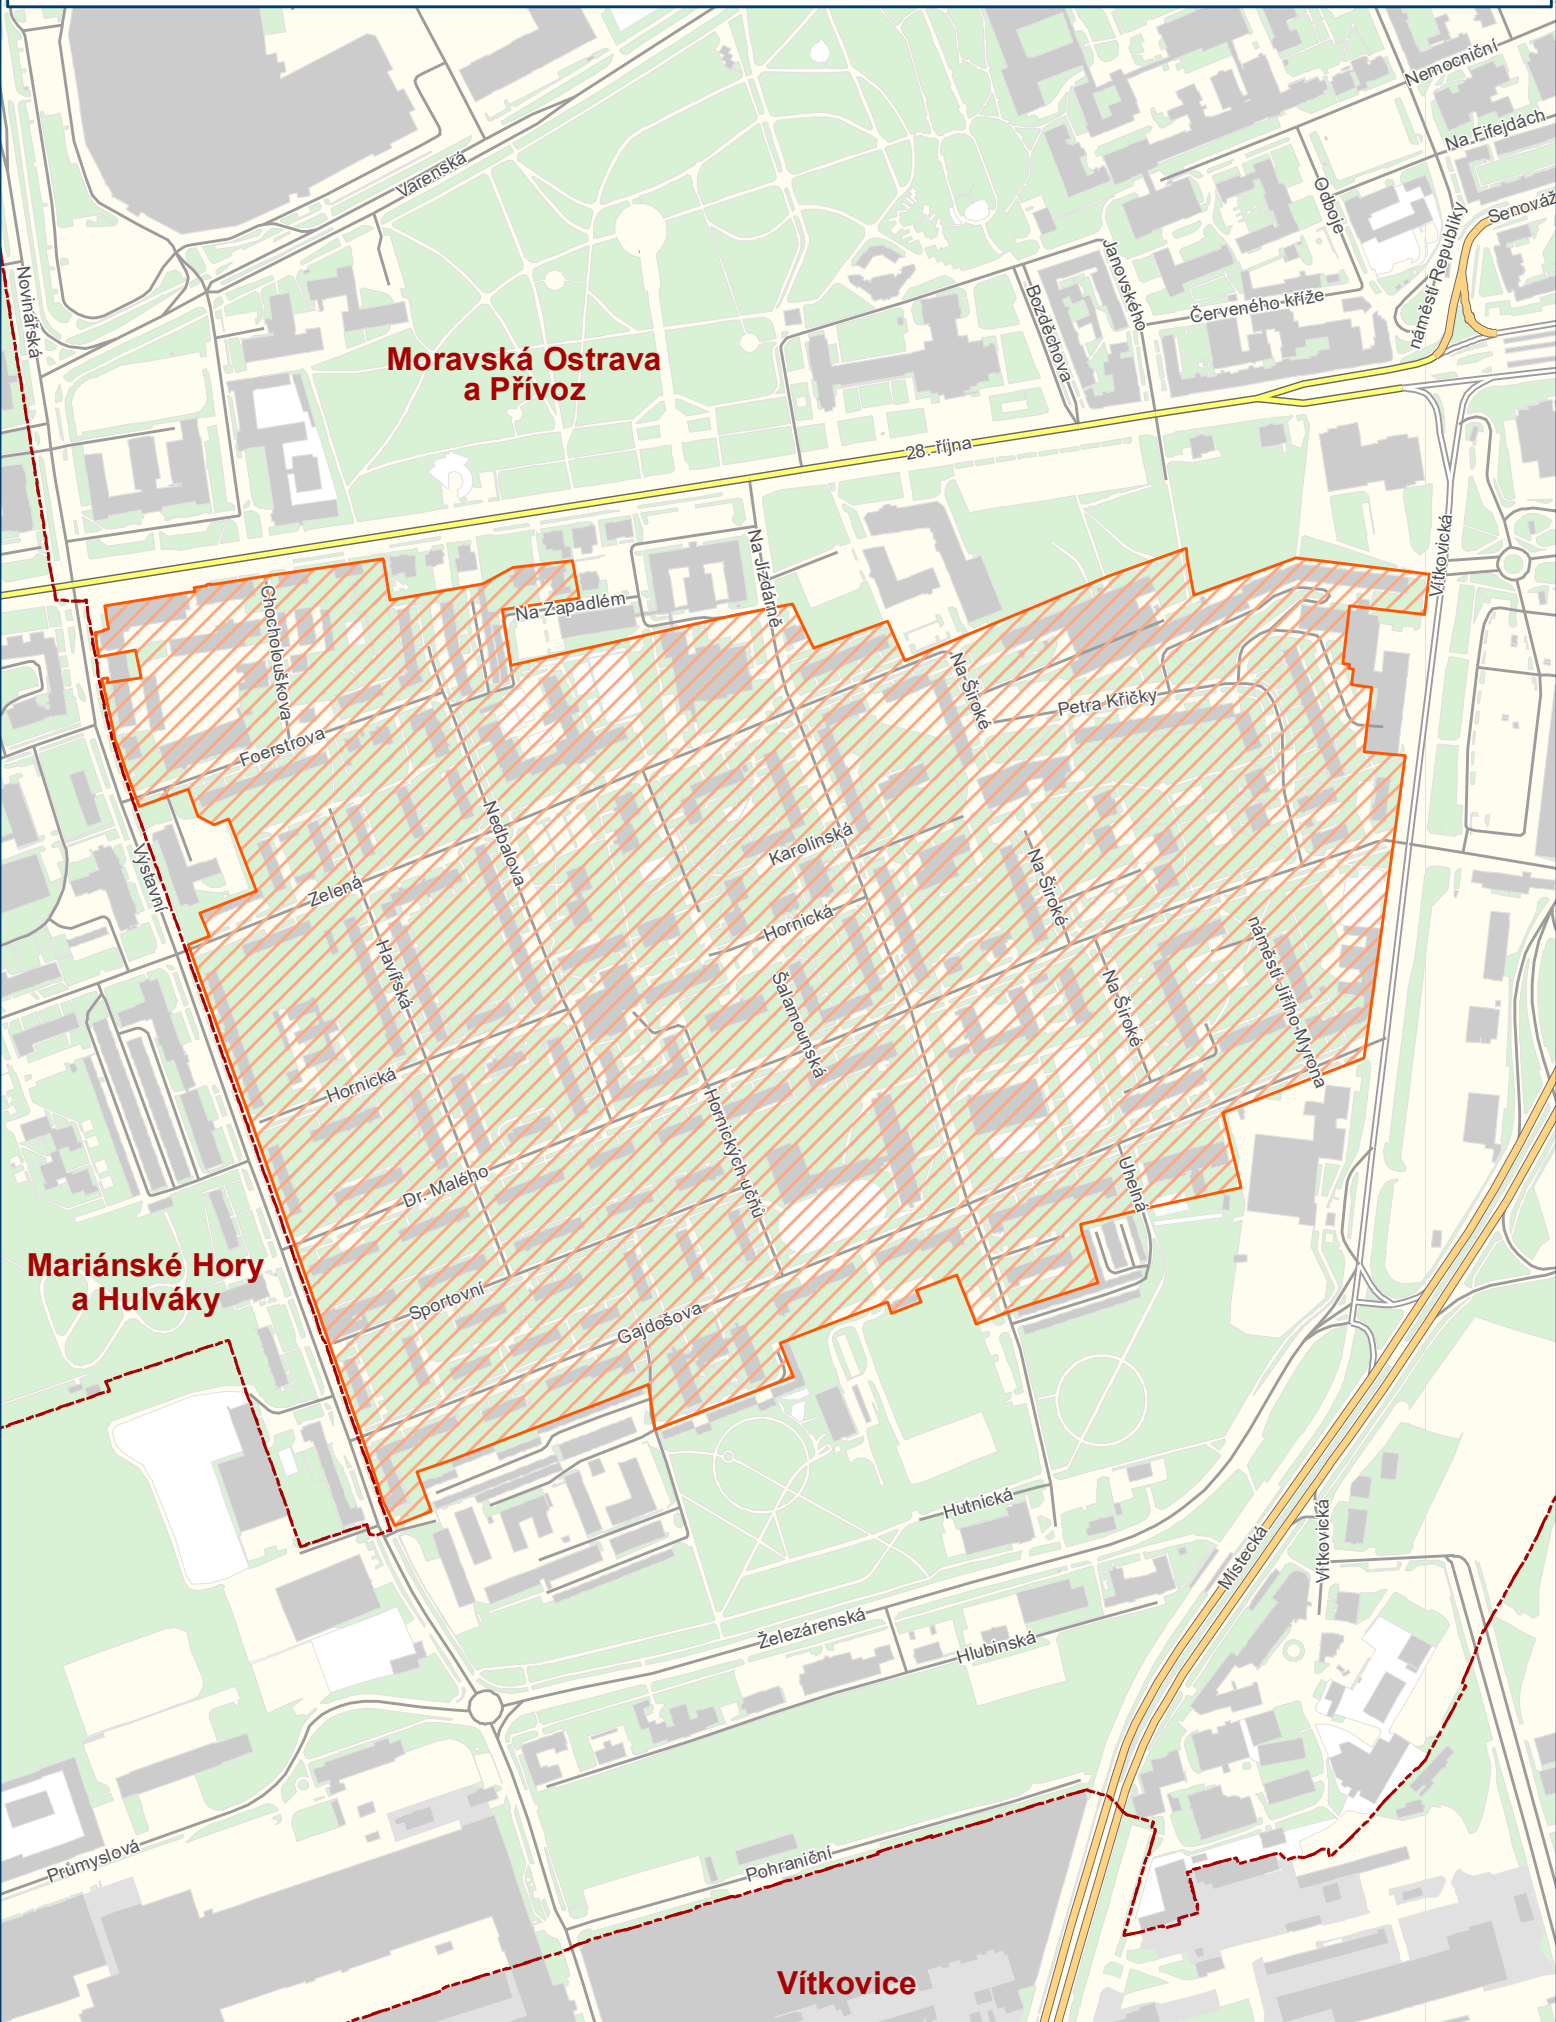 Nemocniční
Na Fifejdách
Varenská
Odboje
Senováž
náměstí Republiky
Novinářská
Janovského
Bozděchova
Červeného kříže
Moravská Ostrava
a Přívoz
28. října
Vítkovická
Na Jízdárně
Chocholouškova
Na Zapadlém
Na Široké
Petra Křičky
Foerstrova
Nedbalova
Karolínská
Výstavní
Zelená
Na Široké
Hornická
Havířská
náměstí Jiřího Myrona
Šalamounská
Na Široké
Hornická
Hornických učňů
Dr. Malého
Uhelná
Mariánské Hory
a Hulváky
Sportovní
Gajdošova
Hutnická
Místecká
Vítkovická
Železárenská
Hlubinská
Průmyslová
Pohraniční
Vítkovice